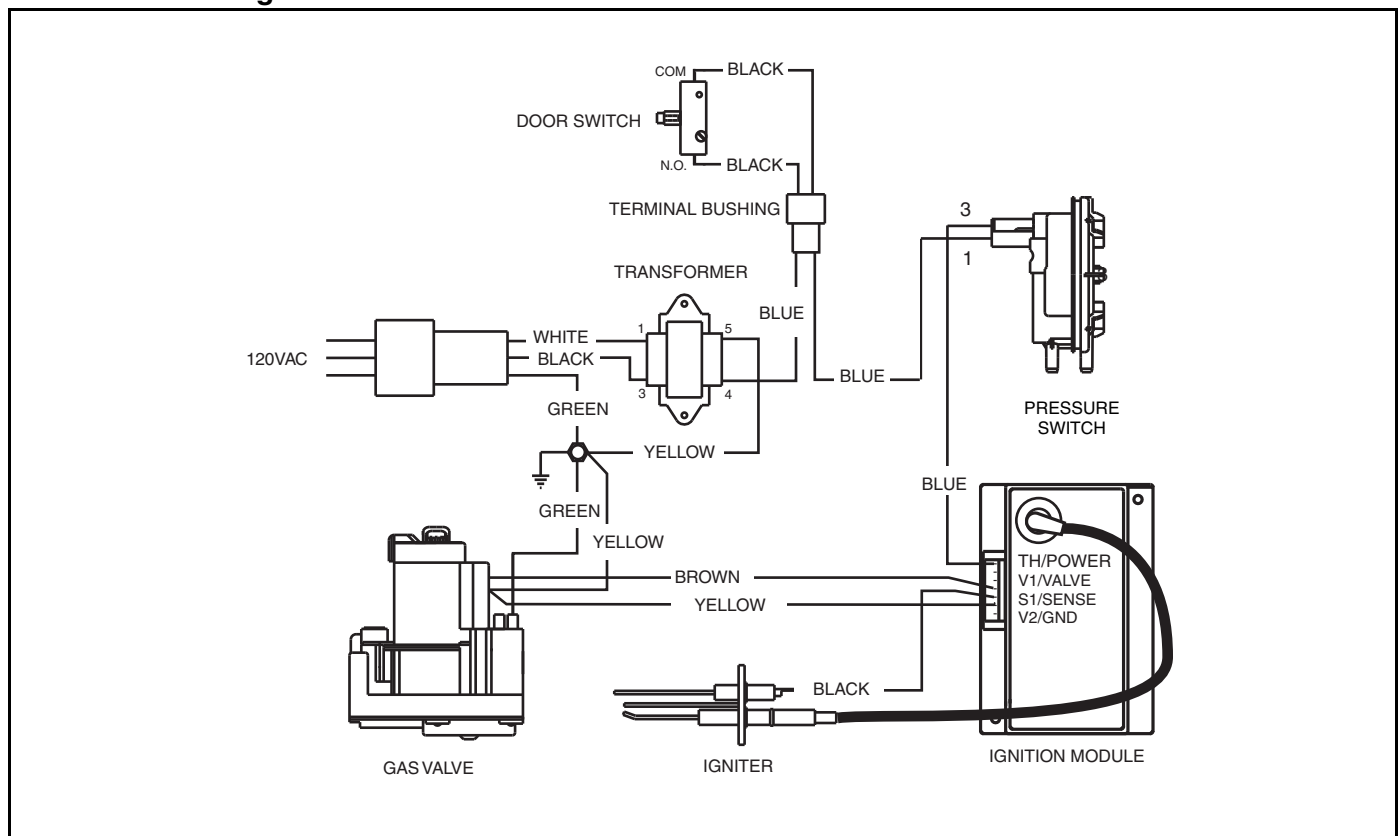 COM
BLACK
DOOR SWITCH
N.O.
BLACK
TERMINAL BUSHING
3
1
TRANSFORMER
BLUE
1
5
WHITE
120VAC
BLACK
3
4
BLUE
GREEN
PRESSURE
SWITCH
YELLOW
BLUE
GREEN
YELLOW
TH/POWER
V1/VALVE
S1/SENSE
V2/GND
BROWN
YELLOW
BLACK
GAS VALVE
IGNITER
IGNITION MODULE